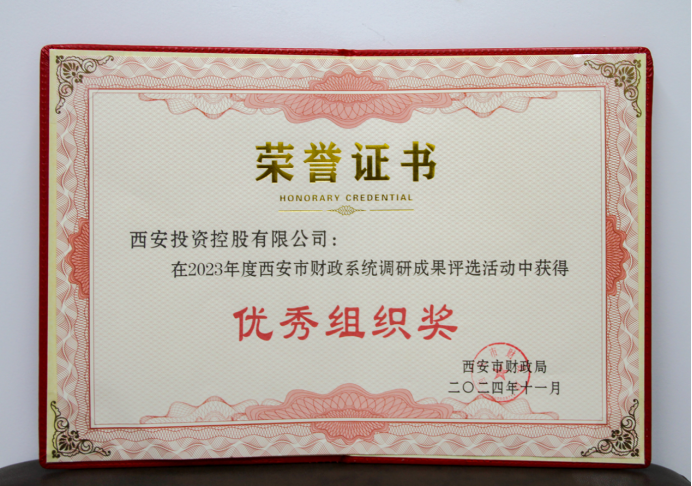 荣誉证书
HONORARY CREDENTIAL
西安投资控股有限公司：
在2023年度西安市财政系统调研成果评选活动中获得
优秀组织奖
西安市财政局
二〇二四年十一月